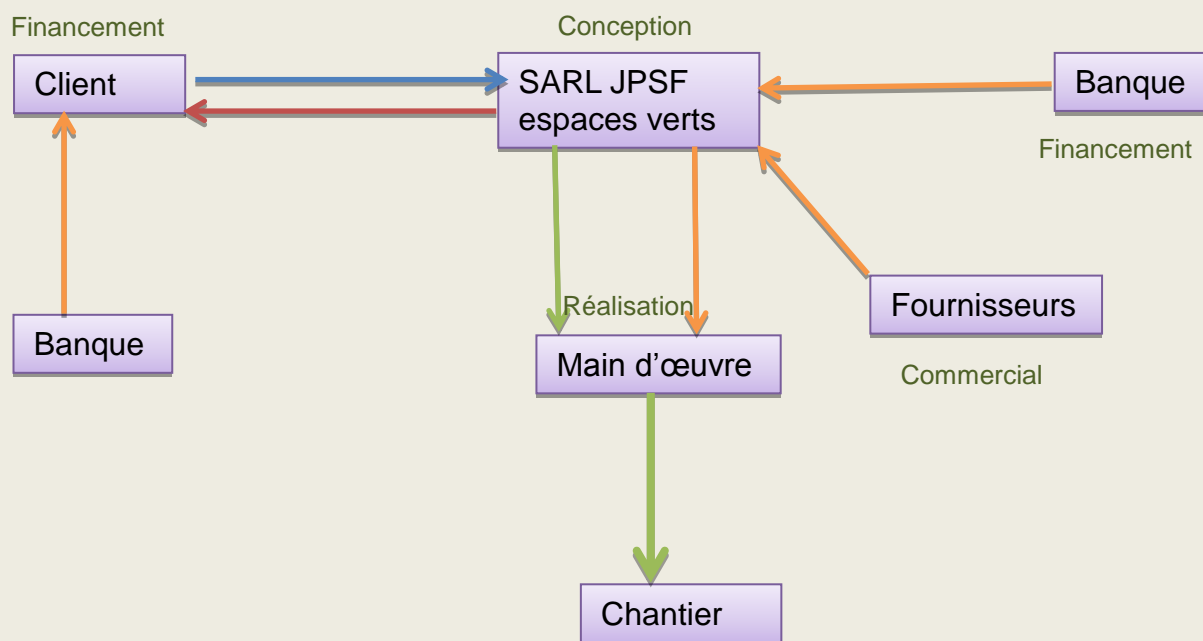 Financement
Conception
Client
SARL JPSF
espaces verts
Banque
Financement
Réalisation
Fournisseurs
Banque
Main d’œuvre
Commercial
Chantier